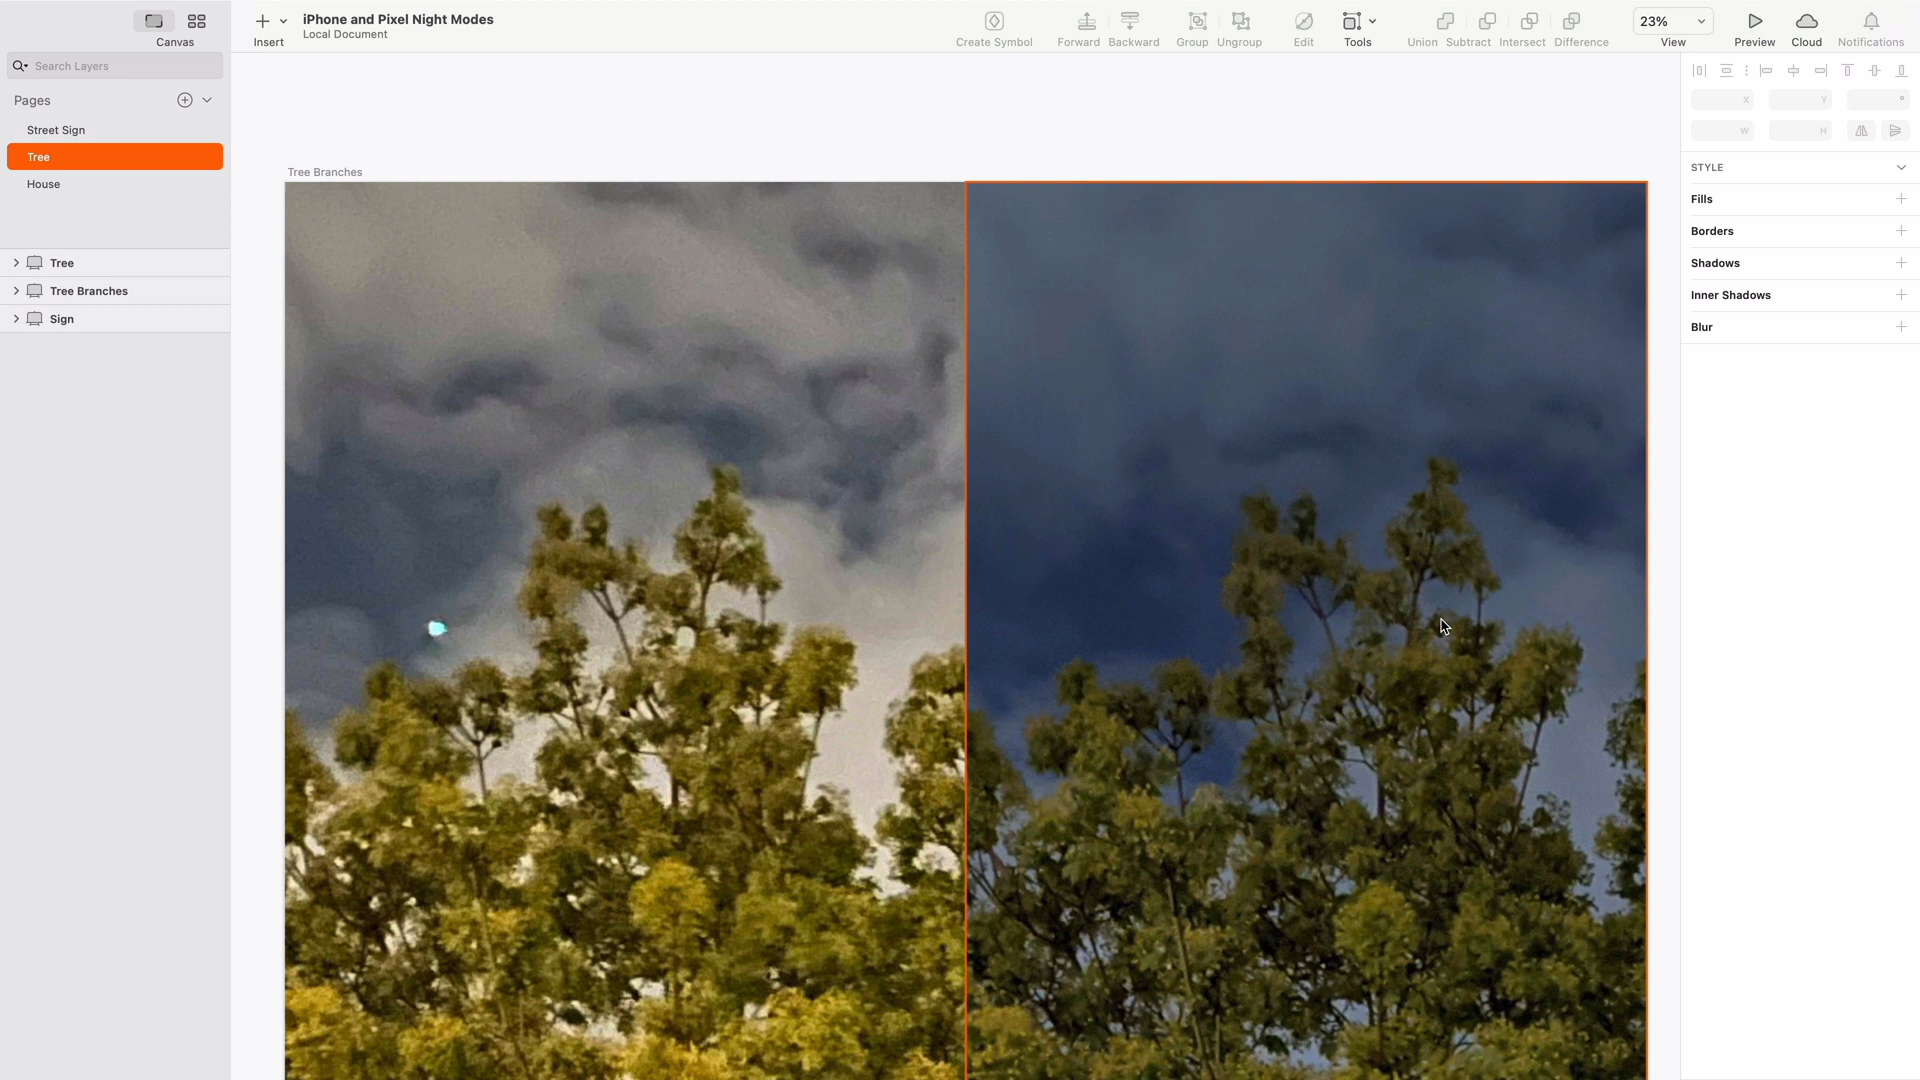 Canvas
Insert
iPhone and Pixel Night Modes
Local Document
Create Symbol
Forward
Backward
Group
Ungroup
Edit
Tools
Union
Subtract
Intersect
Difference
23%
View
Preview
Cloud
Notifications
Search Layers
Pages
Street Sign
Tree
House
Tree
Tree Branches
Sign
Tree Branches
X
Y
°
W
H
STYLE
Fills
Borders
Shadows
Inner Shadows
Blur